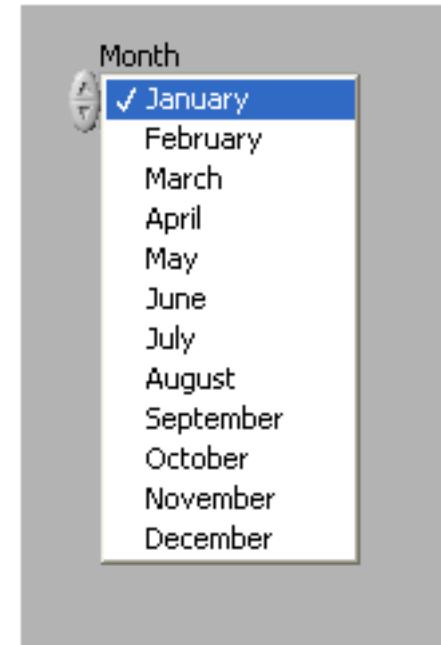 Month
✓ January
February
March
April
May
June
July
August
September
October
November
December